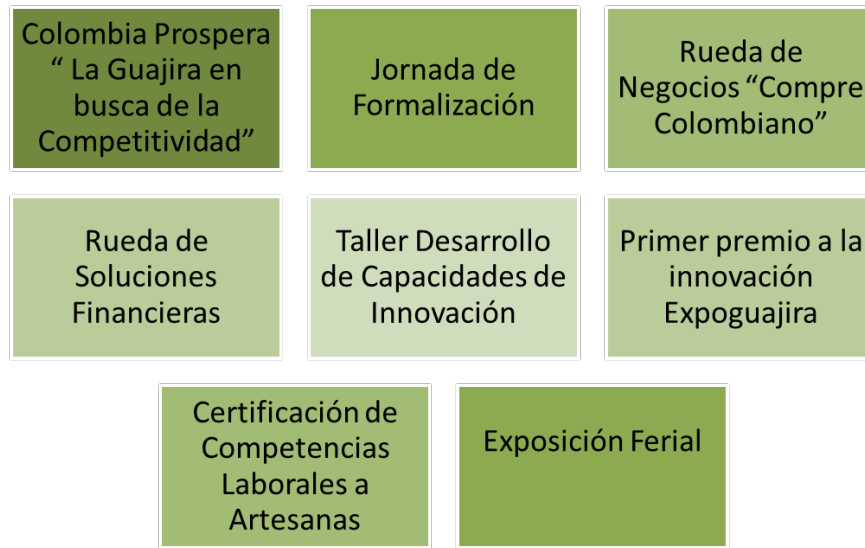 Colombia Prospera
“ La Guajira en
busca de la
Competitividad”
Jornada de
Formalización
Rueda de
Negocios “Compre
Colombiano”
Rueda de
Soluciones
Financieras
Taller Desarrollo
de Capacidades de
Innovación
Primer premio a la
innovación
Expoguajira
Certificación de
Competencias
Laborales a
Artesanas
Exposición Ferial